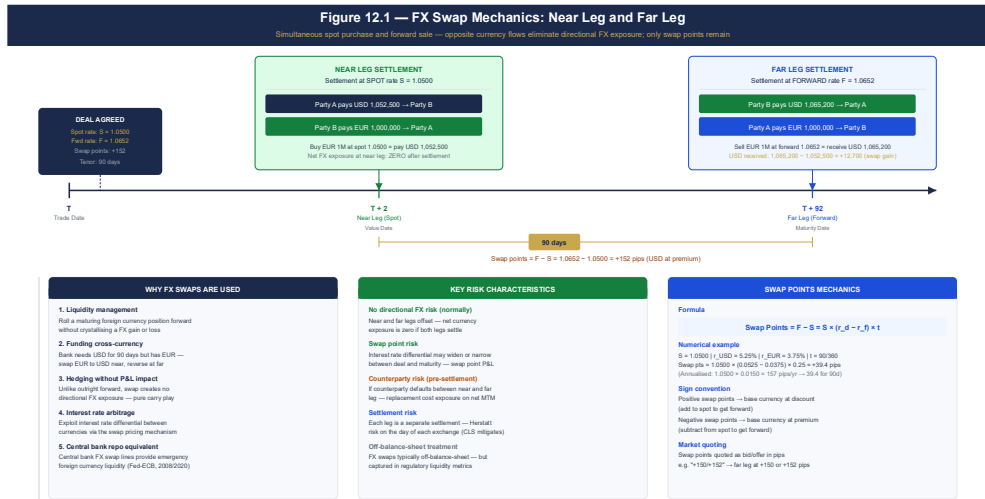 Figure 12.1 — FX Swap Mechanics: Near Leg and Far Leg
Simultaneous spot purchase and forward sale — opposite currency flows eliminate directional FX exposure; only swap points remain
DEAL AGREED
Spot rate: S = 1.0500
Fwd rate: F = 1.0652
Swap points: +152
Tenor: 90 days
NEAR LEG SETTLEMENT
Settlement at SPOT rate S = 1.0500
Party A pays USD 1,052,500 → Party B
Party B pays EUR 1,000,000 → Party A
Buy EUR 1M at spot 1.0500 = pay USD 1,052,500
Net FX exposure at near leg: ZERO after settlement
FAR LEG SETTLEMENT
Settlement at FORWARD rate F = 1.0652
Party B pays USD 1,065,200 → Party A
Party A pays EUR 1,000,000 → Party B
Sell EUR 1M at forward 1.0652 = receive USD 1,065,200
USD received: 1,065,200 − 1,052,500 = +12,700 (swap gain)
T
Trade Date
T + 2
Near Leg (Spot)
Value Date
T + 92
Far Leg (Forward)
Maturity Date
90 days
Swap points = F − S = 1.0652 − 1.0500 = +152 pips (USD at premium)
WHY FX SWAPS ARE USED
1. Liquidity management
Roll a maturing foreign currency position forward
without crystallising a FX gain or loss
2. Funding cross-currency
Bank needs USD for 90 days but has EUR —
swap EUR to USD near, reverse at far
3. Hedging without P&L impact
Unlike outright forward, swap creates no
directional FX exposure — pure carry play
4. Interest rate arbitrage
Exploit interest rate differential between
currencies via the swap pricing mechanism
5. Central bank repo equivalent
Central bank FX swap lines provide emergency
foreign currency liquidity (Fed-ECB, 2008/2020)
KEY RISK CHARACTERISTICS
No directional FX risk (normally)
Near and far legs offset — net currency
exposure is zero if both legs settle
Swap point risk
Interest rate differential may widen or narrow
between deal and maturity — swap point P&L
Counterparty risk (pre-settlement)
If counterparty defaults between near and far
leg — replacement cost exposure on net MTM
Settlement risk
Each leg is a separate settlement — Herstatt
risk on the day of each exchange (CLS mitigates)
Off-balance-sheet treatment
FX swaps typically off-balance-sheet — but
captured in regulatory liquidity metrics
SWAP POINTS MECHANICS
Formula
Swap Points = F − S = S × (r_d − r_f) × t
Numerical example
S = 1.0500 | r_USD = 5.25% | r_EUR = 3.75% | t = 90/360
Swap pts = 1.0500 × (0.0525 − 0.0375) × 0.25 = +39.4 pips
(Annualised: 1.0500 × 0.0150 = 157 pips/yr → 39.4 for 90d)
Sign convention
Positive swap points → base currency at discount
(add to spot to get forward)
Negative swap points → base currency at premium
(subtract from spot to get forward)
Market quoting
Swap points quoted as bid/offer in pips
e.g. "+150/+152" → far leg at +150 or +152 pips